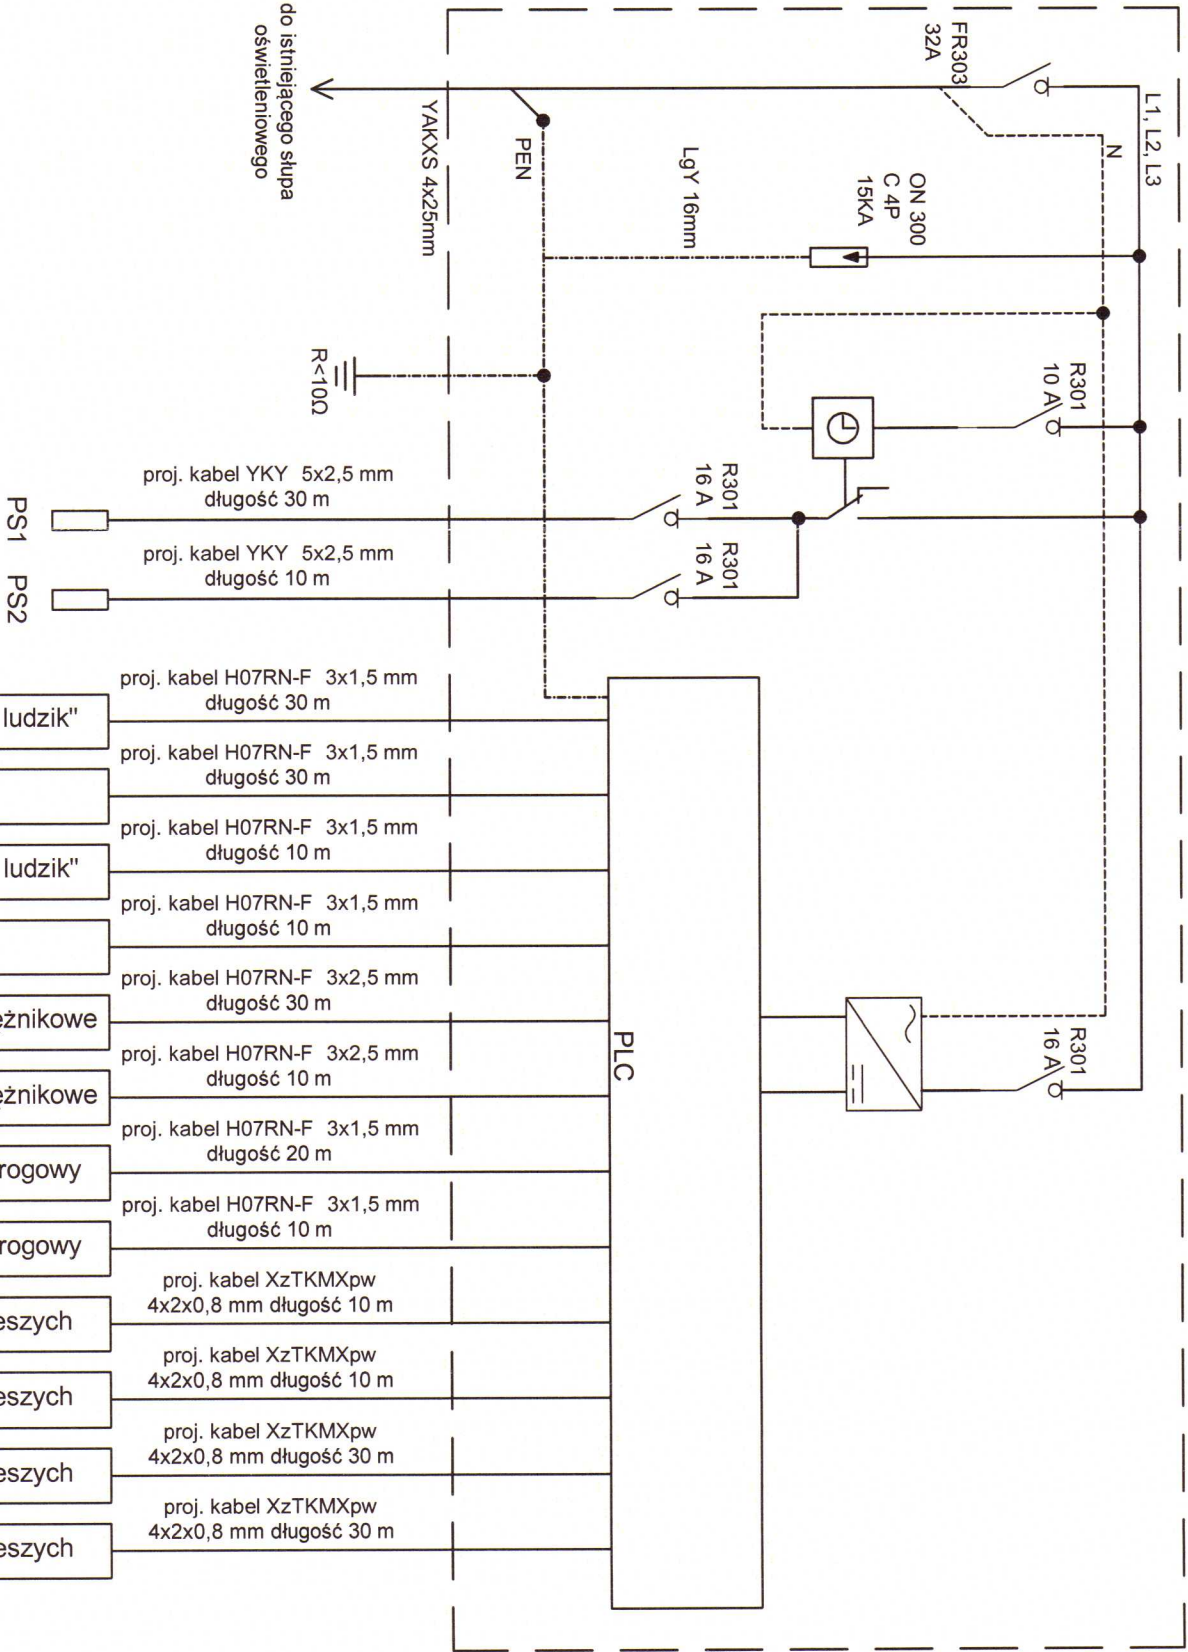 do istniejącego słupa
oświetleniowego
YAKXS 4x25mm
PEN
FR303
32A
L1, L2, L3
N
LgY 16mm
ON 300
C 4P
15KA
R<10Ω
R301
10 A
R301
16 A
R301
16 A
R301
16 A
PLC
proj. kabel YKY 5x2,5 mm
długość 30 m
PS1
proj. kabel YKY 5x2,5 mm
długość 10 m
PS2
proj. kabel H07RN-F 3x1,5 mm
długość 30 m
ludzik"
proj. kabel H07RN-F 3x1,5 mm
długość 30 m
proj. kabel H07RN-F 3x1,5 mm
długość 10 m
ludzik"
proj. kabel H07RN-F 3x1,5 mm
długość 10 m
proj. kabel H07RN-F 3x2,5 mm
długość 30 m
eżnikowe
proj. kabel H07RN-F 3x2,5 mm
długość 10 m
eżnikowe
proj. kabel H07RN-F 3x1,5 mm
długość 20 m
rogowy
proj. kabel H07RN-F 3x1,5 mm
długość 10 m
rogowy
proj. kabel XzTKMXpw
4x2x0,8 mm długość 10 m
eszych
proj. kabel XzTKMXpw
4x2x0,8 mm długość 10 m
eszych
proj. kabel XzTKMXpw
4x2x0,8 mm długość 30 m
eszych
proj. kabel XzTKMXpw
4x2x0,8 mm długość 30 m
eszych